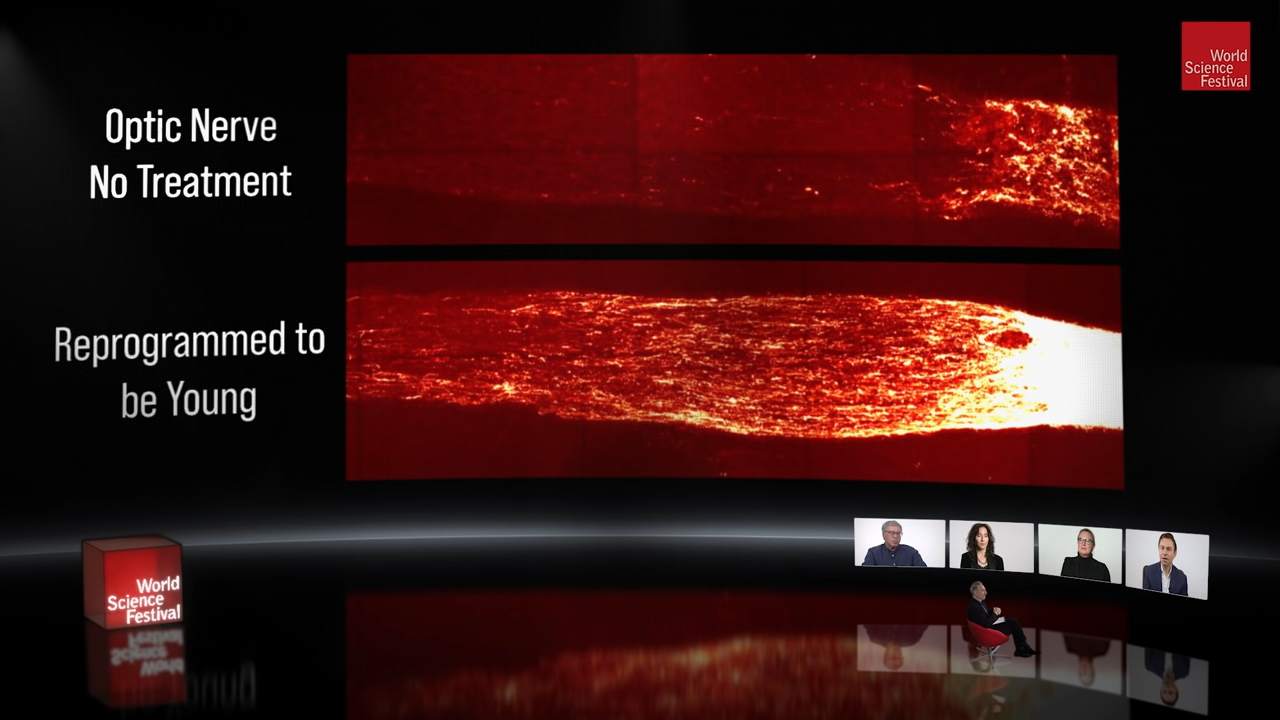 Optic Nerve
No Treatment
Reprogrammed to
be Young
World
Science
Festival
World
Science
Festival